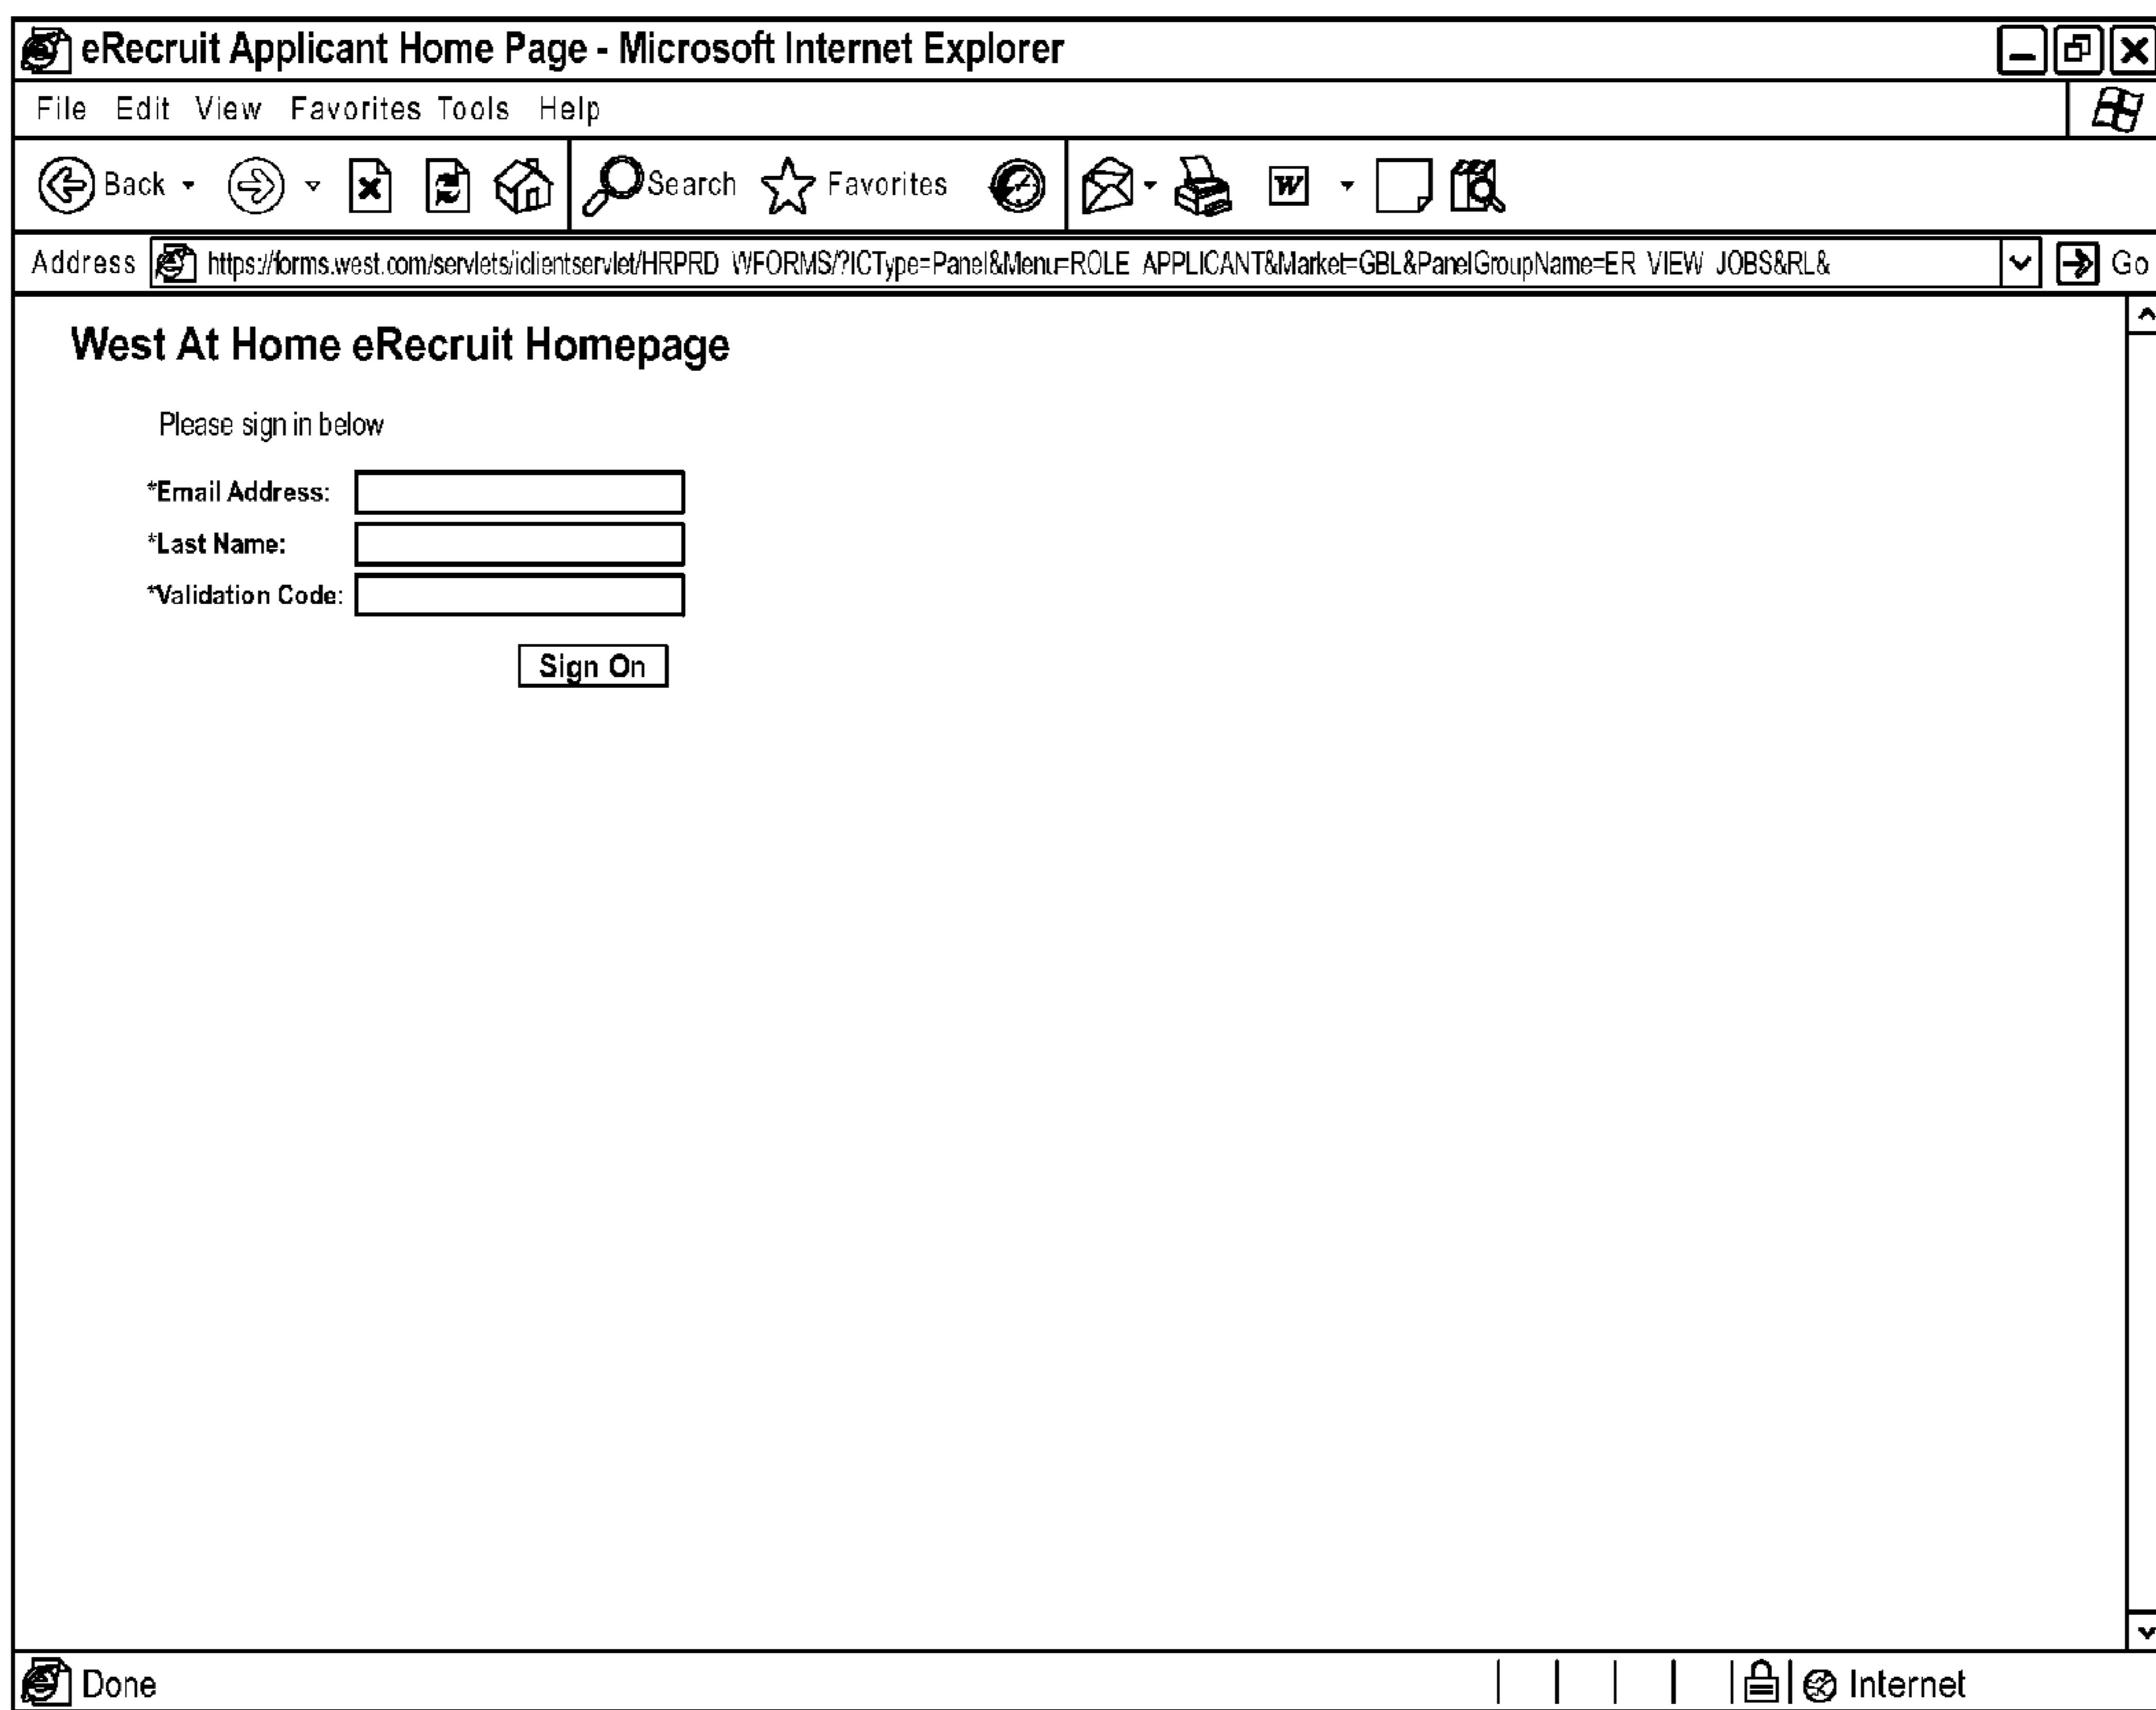 eRecruit Applicant Home Page - Microsoft Internet Explorer
File Edit View Favorites Tools Help
Back Search Favorites W
Address https://forms.west.com/servlets/iclientservlet/HRPRD WFORMS/?ICType=Panel&Menu=ROLE APPLICANT&Market=GBL&PanelGroupName=ER VIEW JOBS&RL& Go
West At Home eRecruit Homepage
Please sign in below
*Email Address:
*Last Name:
*Validation Code:
Sign On
Done Internet